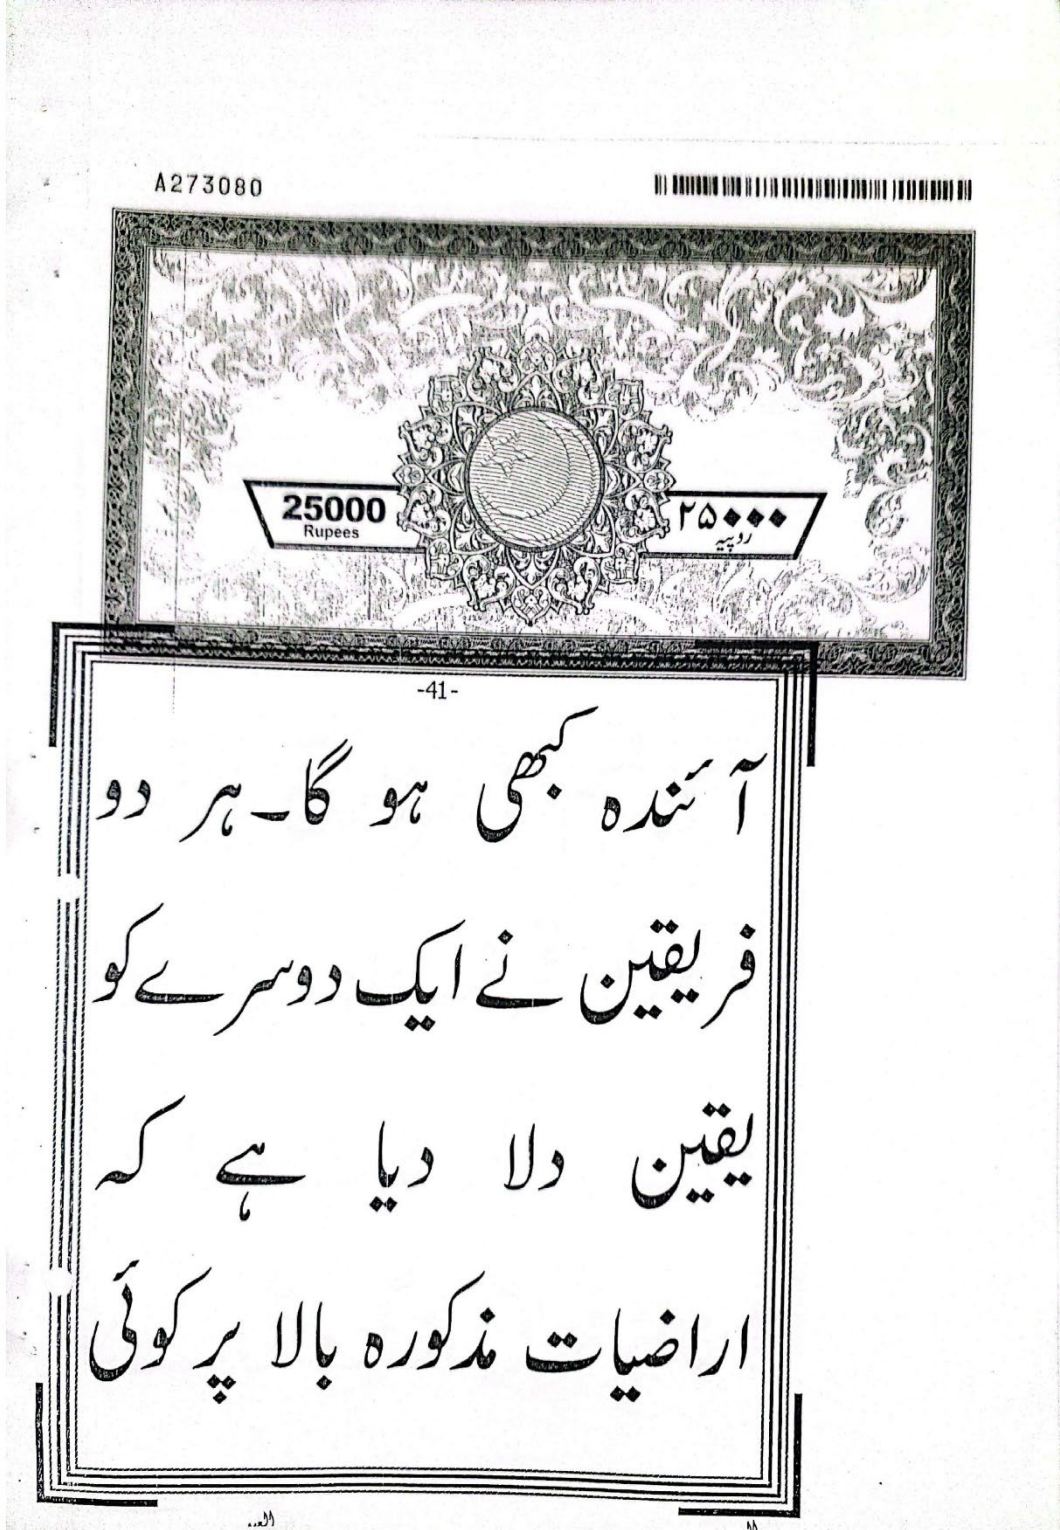 A273080
25000
Rupees
۲۵۰۰۰
روپیہ
-41-
آئندہ کبھی ہو گا۔ ہر دو
فریقین نے ایک دوسرے کو
یقین دلا دیا ہے کہ
اراضیات مذکورہ بالا پر کوئی